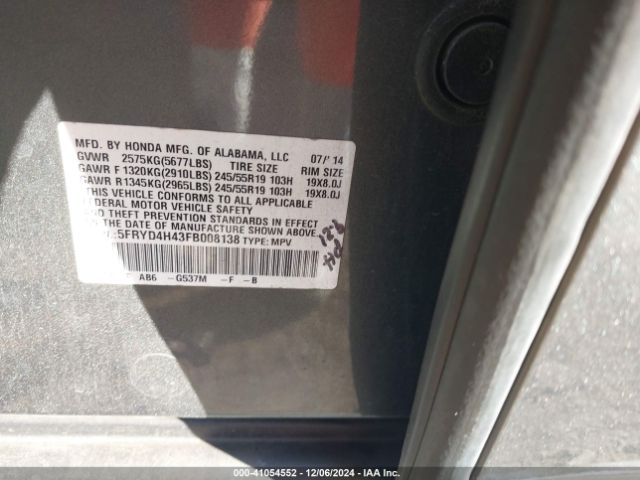 MFD. BY HONDA MFG. OF ALABAMA, LLC 07/'14
GVWR 2575KG(5677LBS) TIRE SIZE RIM SIZE
GAWR F 1320KG(2910LBS) 245/55R19 103H 19X8.0J
GAWR R 1345KG(2965LBS) 245/55R19 103H 19X8.0J
THIS VEHICLE CONFORMS TO ALL APPLICABLE
FEDERAL MOTOR VEHICLE SAFETY
AND THEFT PREVENTION STANDARDS IN EFFECT
ON THE DATE OF MANUFACTURE SHOWN ABOVE.
:5FRYD4H43FB008138 TYPE: MPV
AB6 -G537M -F -B
000-41054552 - 12/06/2024 - IAA Inc.